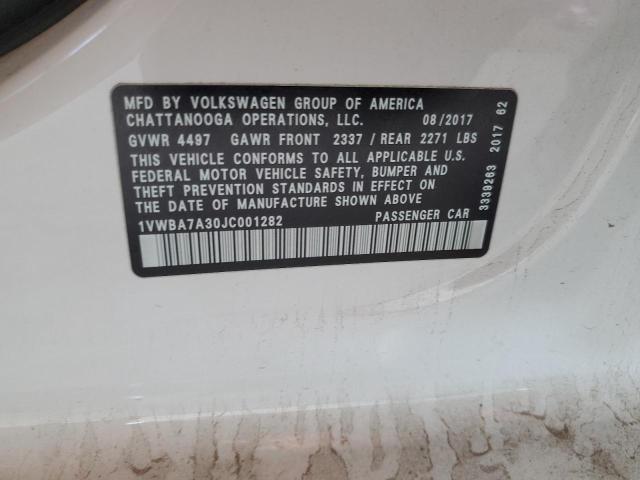 MFD BY VOLKSWAGEN GROUP OF AMERICA
CHATTANOOGA OPERATIONS, LLC. 08/2017
GVWR 4497 GAWR FRONT 2337 / REAR 2271 LBS
THIS VEHICLE CONFORMS TO ALL APPLICABLE U.S.
FEDERAL MOTOR VEHICLE SAFETY, BUMPER AND
THEFT PREVENTION STANDARDS IN EFFECT ON
THE DATE OF MANUFACTURE SHOWN ABOVE
1VWBA7A30JC001282 PASSENGER CAR
3339263 2017 62